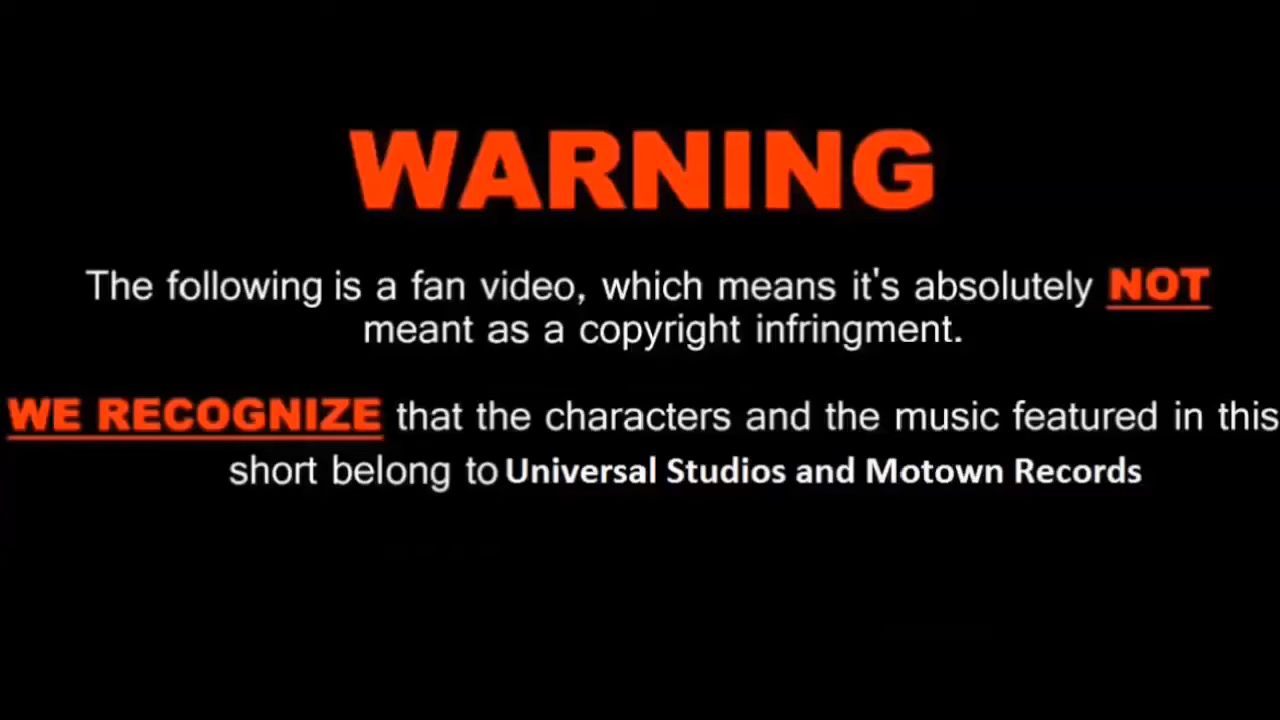 WARNING
The following is a fan video, which means it's absolutely NOT
meant as a copyright infringment.
WE RECOGNIZE that the characters and the music featured in this
short belong to Universal Studios and Motown Records